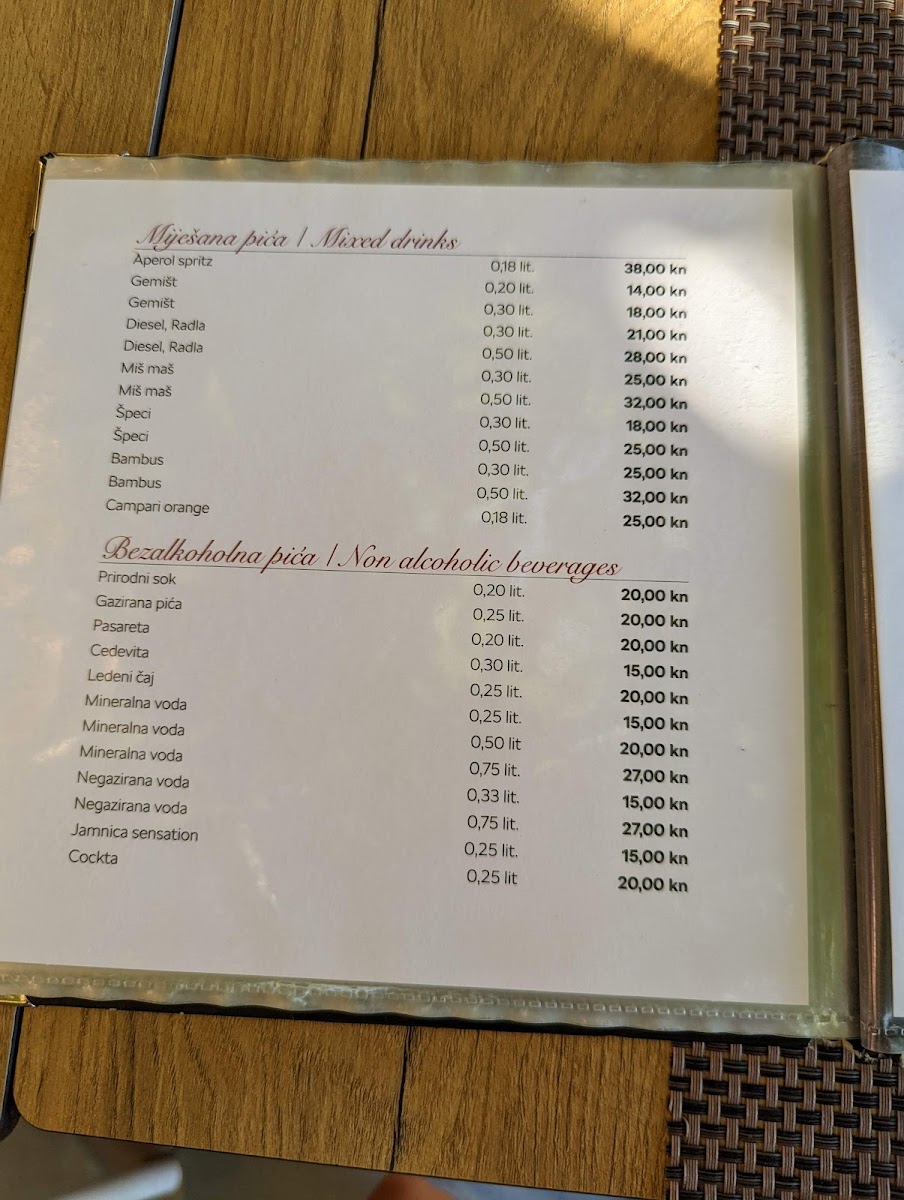 Miješana pića / Mixed drinks
Aperol spritz 0,18 lit. 38,00 kn
Gemišt 0,20 lit. 14,00 kn
Gemišt 0,30 lit. 18,00 kn
Diesel, Radla 0,30 lit. 21,00 kn
Diesel, Radla 0,50 lit. 28,00 kn
Miš maš 0,30 lit. 25,00 kn
Miš maš 0,50 lit. 32,00 kn
Špeci 0,30 lit. 18,00 kn
Špeci 0,50 lit. 25,00 kn
Bambus 0,30 lit. 25,00 kn
Bambus 0,50 lit. 32,00 kn
Campari orange 0,18 lit. 25,00 kn
Bezalkoholna pića / Non alcoholic beverages
Prirodni sok 0,20 lit. 20,00 kn
Gazirana pića 0,25 lit. 20,00 kn
Pasareta 0,20 lit. 20,00 kn
Cedevita 0,30 lit. 15,00 kn
Ledeni čaj 0,25 lit. 20,00 kn
Mineralna voda 0,25 lit. 15,00 kn
Mineralna voda 0,50 lit 20,00 kn
Mineralna voda 0,75 lit. 27,00 kn
Negazirana voda 0,33 lit. 15,00 kn
Negazirana voda 0,75 lit. 27,00 kn
Jamnica sensation 0,25 lit. 15,00 kn
Cockta 0,25 lit 20,00 kn